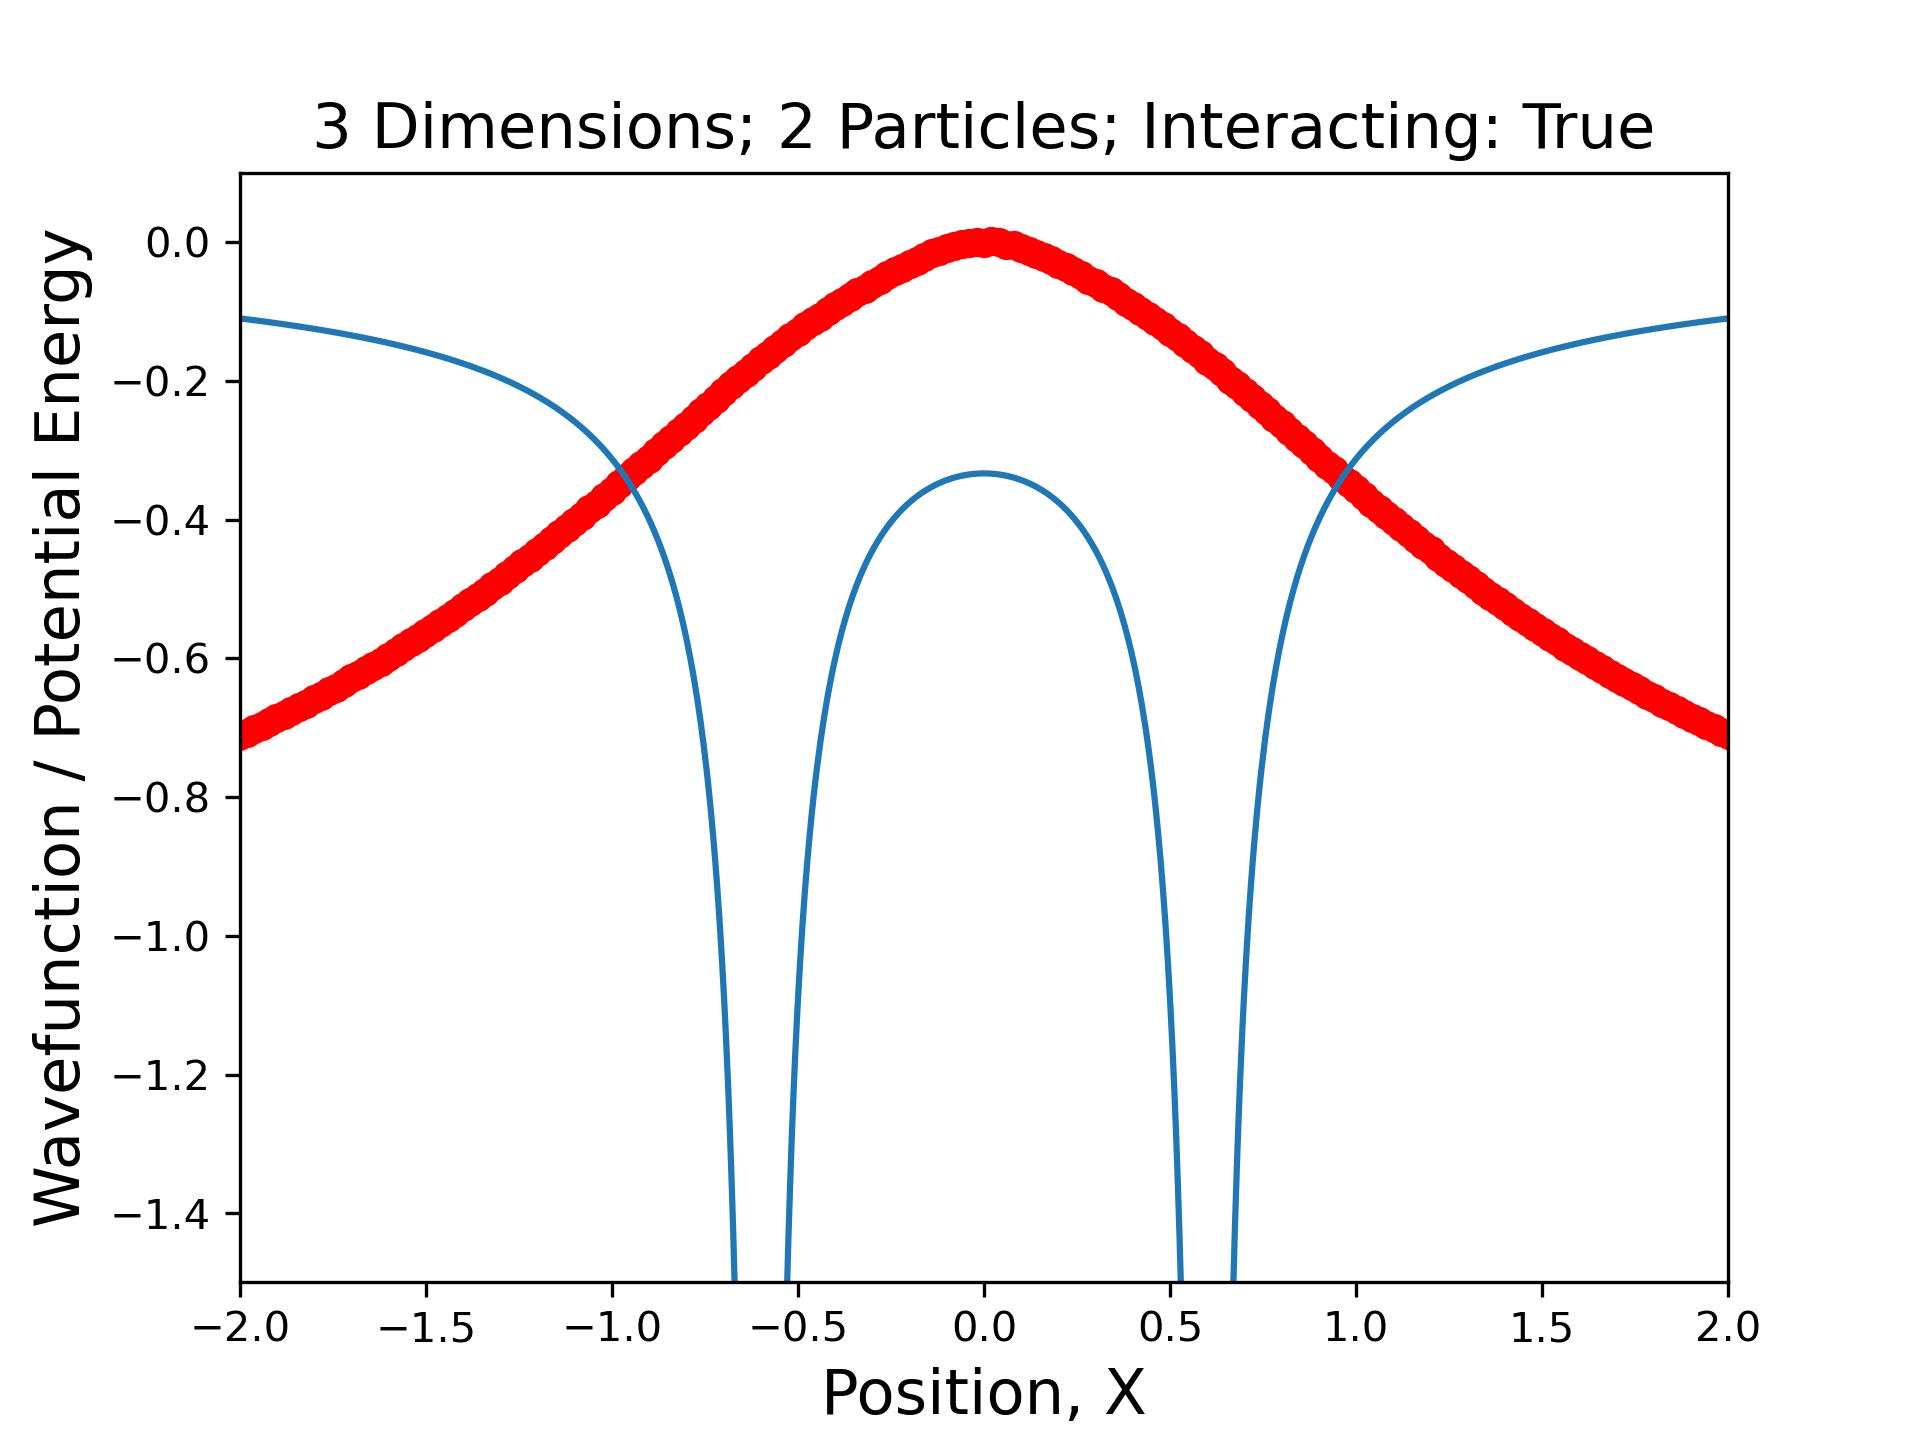 3 Dimensions; 2 Particles; Interacting: True
Wavefunction / Potential Energy
0.0
−0.2
−0.4
−0.6
−0.8
−1.0
−1.2
−1.4
−2.0 −1.5 −1.0 −0.5 0.0 0.5 1.0 1.5 2.0
Position, X